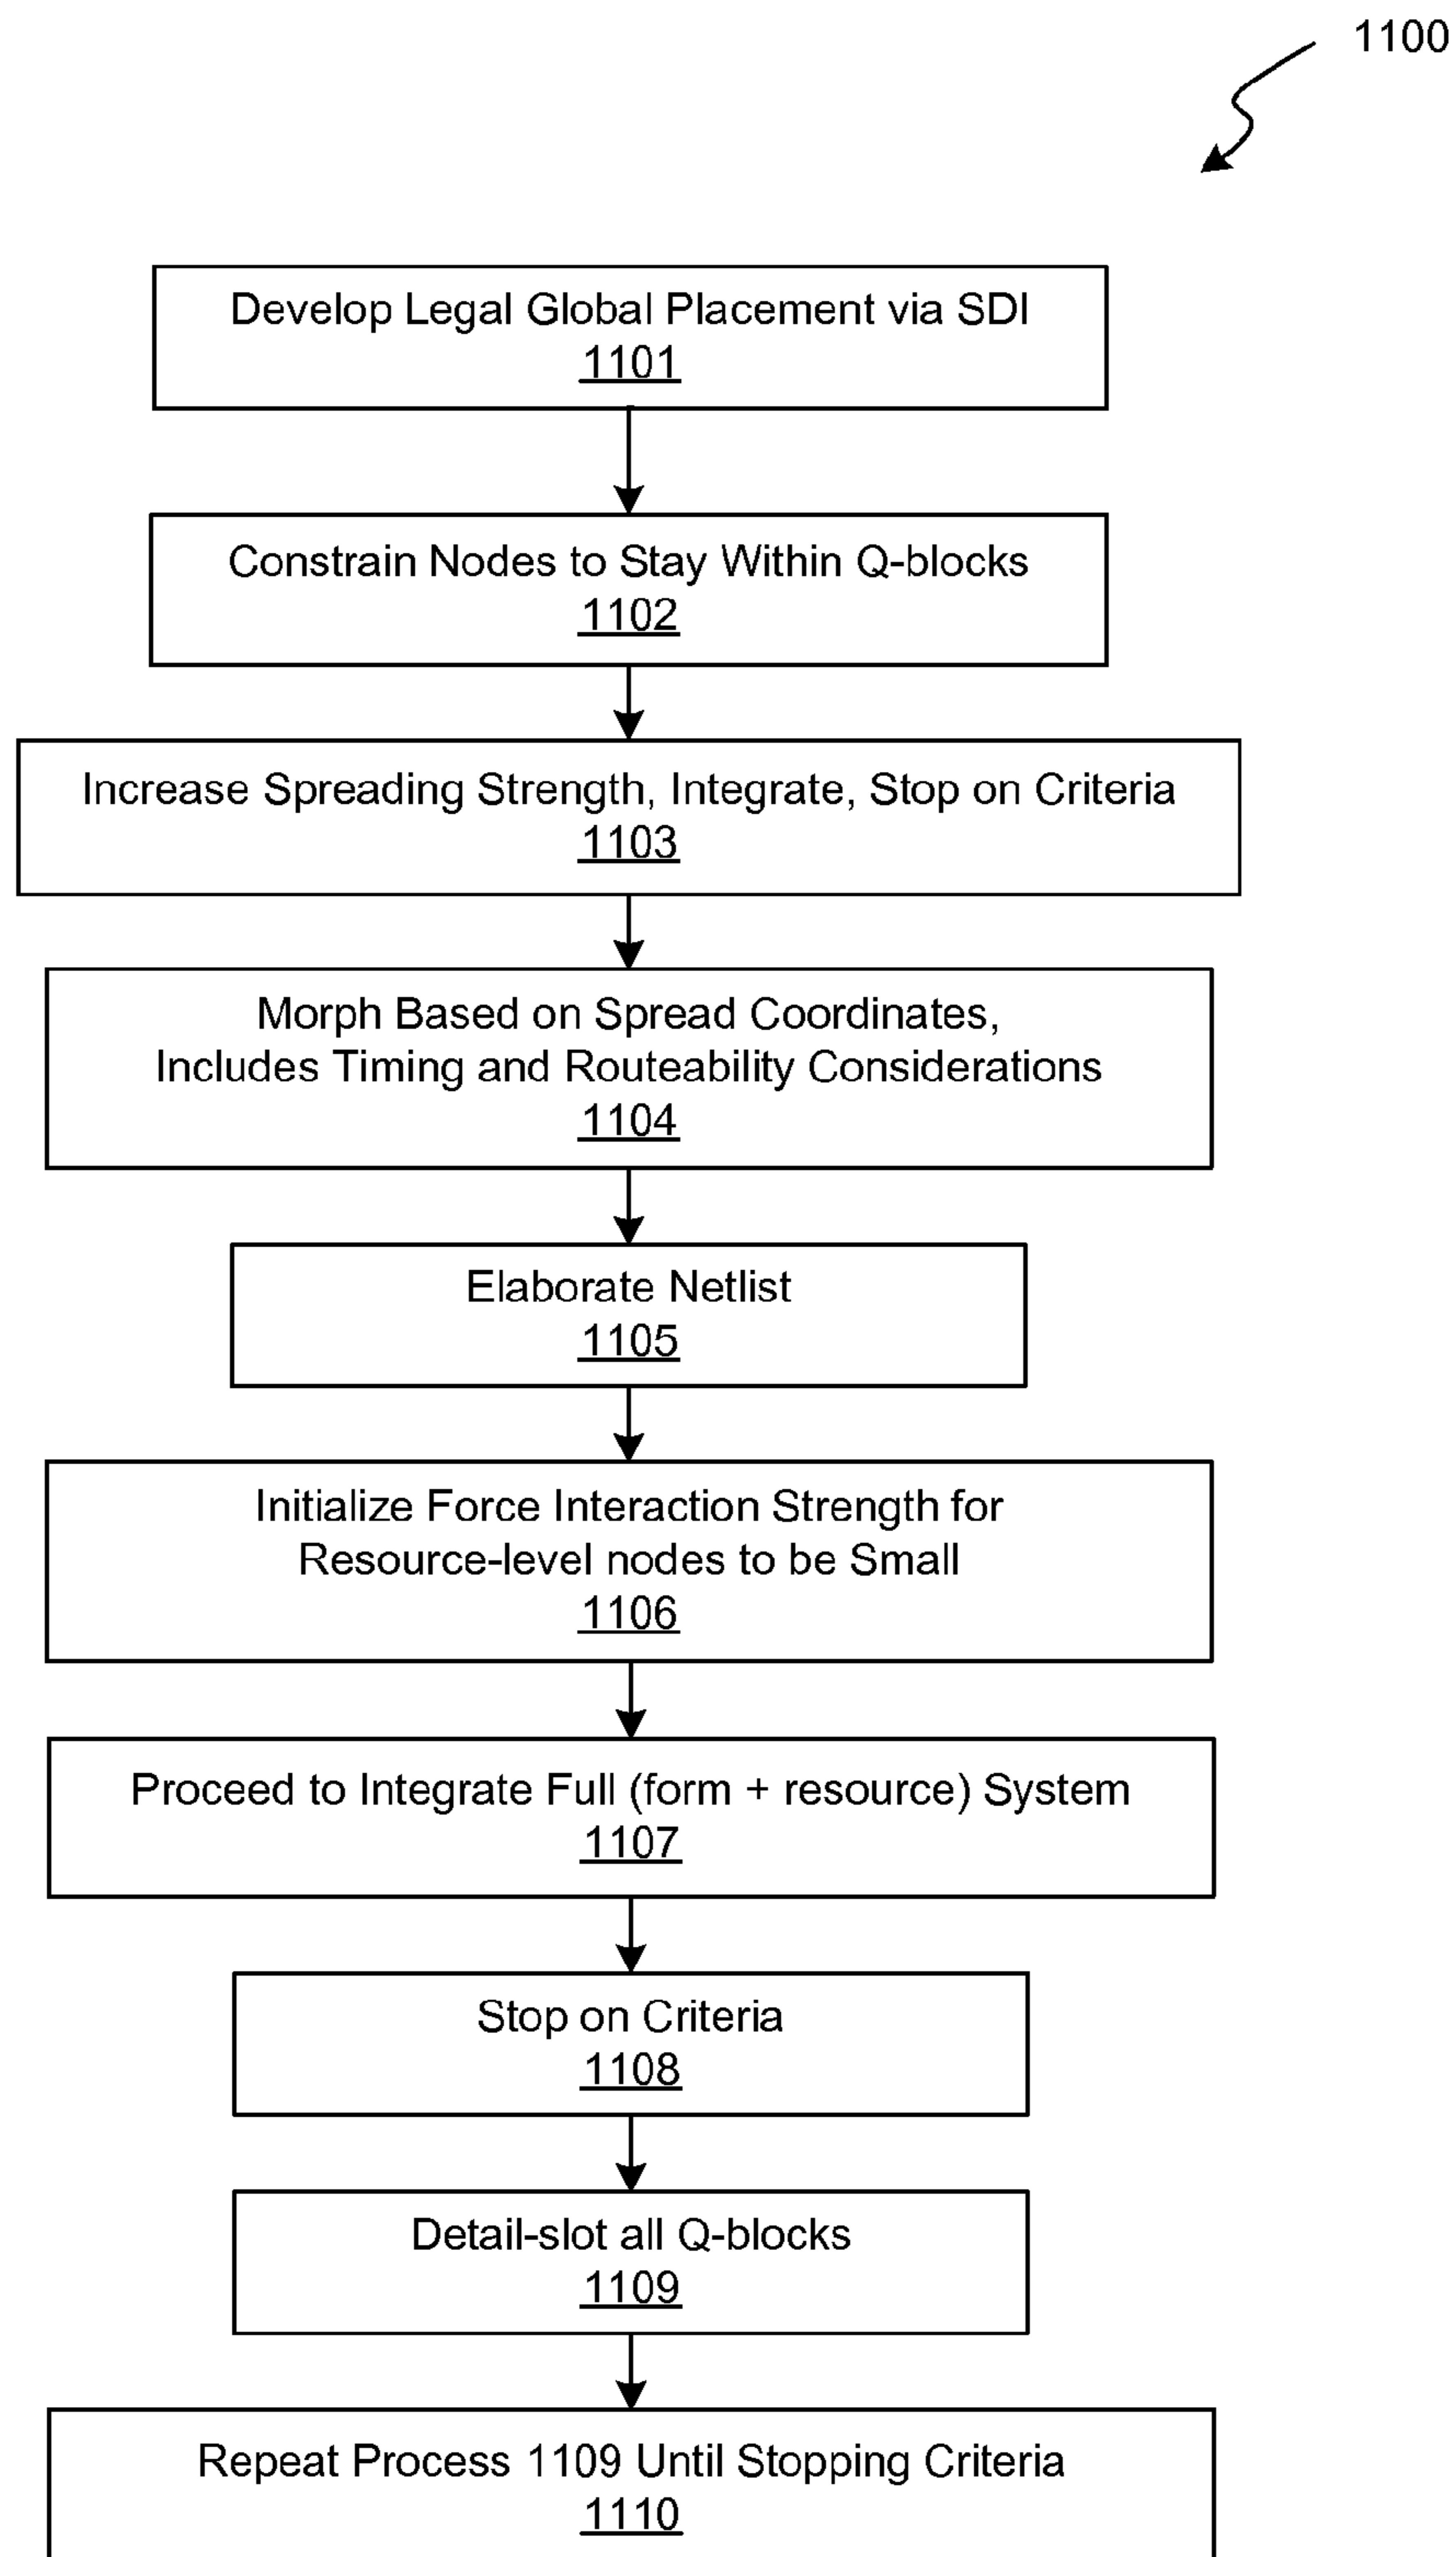 1100
Develop Legal Global Placement via SDI
1101
Constrain Nodes to Stay Within Q-blocks
1102
Increase Spreading Strength, Integrate, Stop on Criteria
1103
Morph Based on Spread Coordinates,
Includes Timing and Routeability Considerations
1104
Elaborate Netlist
1105
Initialize Force Interaction Strength for
Resource-level nodes to be Small
1106
Proceed to Integrate Full (form + resource) System
1107
Stop on Criteria
1108
Detail-slot all Q-blocks
1109
Repeat Process 1109 Until Stopping Criteria
1110